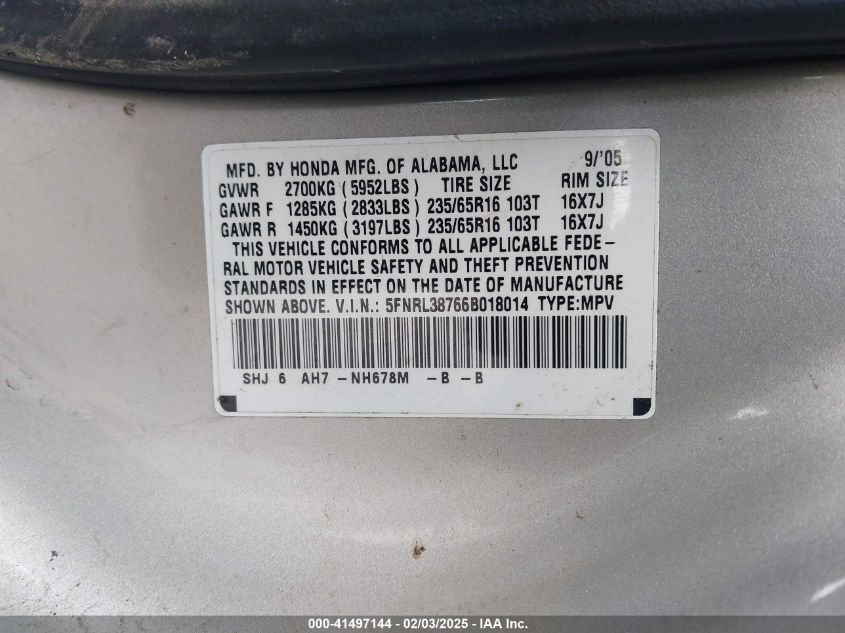 MFD. BY HONDA MFG. OF ALABAMA, LLC 9/'05
GVWR 2700KG (5952LBS) TIRE SIZE RIM SIZE
GAWR F 1285KG (2833LBS) 235/65R16 103T 16X7J
GAWR R 1450KG (3197LBS) 235/65R16 103T 16X7J
THIS VEHICLE CONFORMS TO ALL APPLICABLE FEDE–
RAL MOTOR VEHICLE SAFETY AND THEFT PREVENTION
STANDARDS IN EFFECT ON THE DATE OF MANUFACTURE
SHOWN ABOVE. V.I.N.: 5FNRL38766B018014 TYPE:MPV
SHJ 6 AH7 –NH678M –B –B
000-41497144 - 02/03/2025 - IAA Inc.